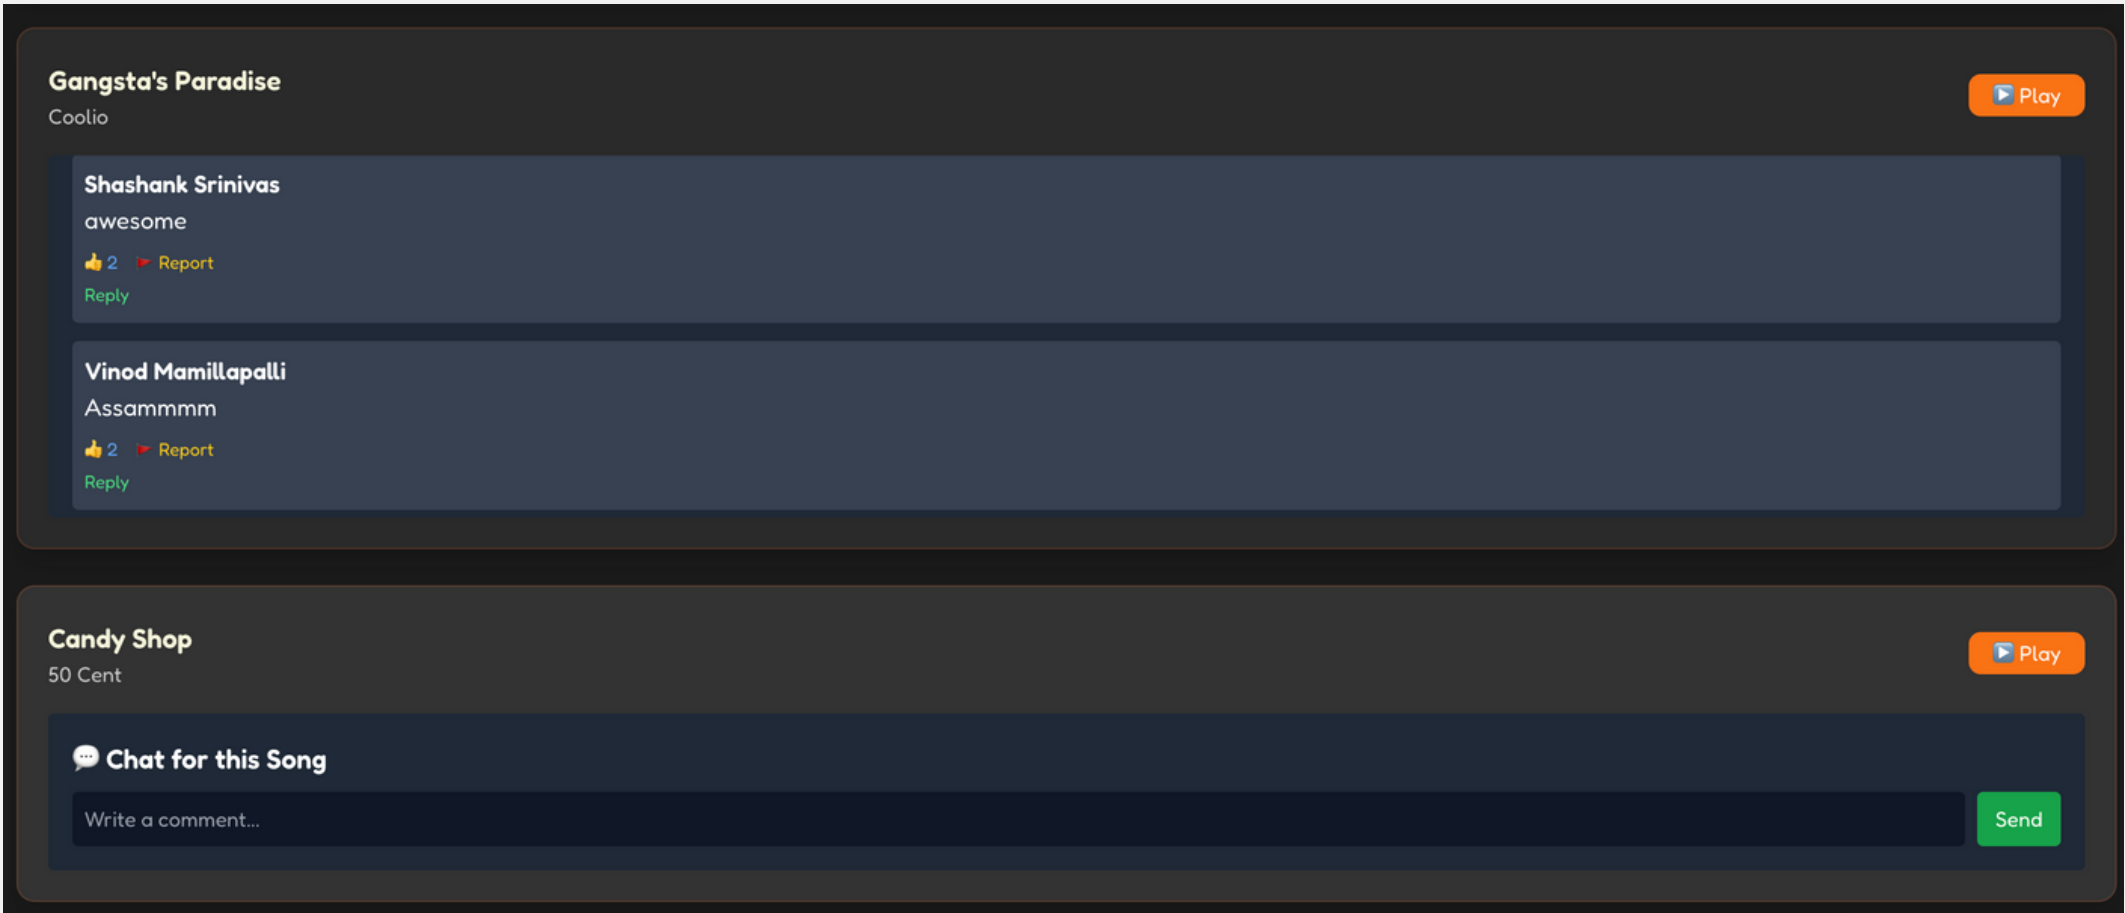 Gangsta's Paradise
Coolio
▶️ Play
Shashank Srinivas
awesome
👍 2 🚩 Report
Reply
Vinod Mamillapalli
Assammmm
👍 2 🚩 Report
Reply
Candy Shop
50 Cent
▶️ Play
💬 Chat for this Song
Write a comment...
Send